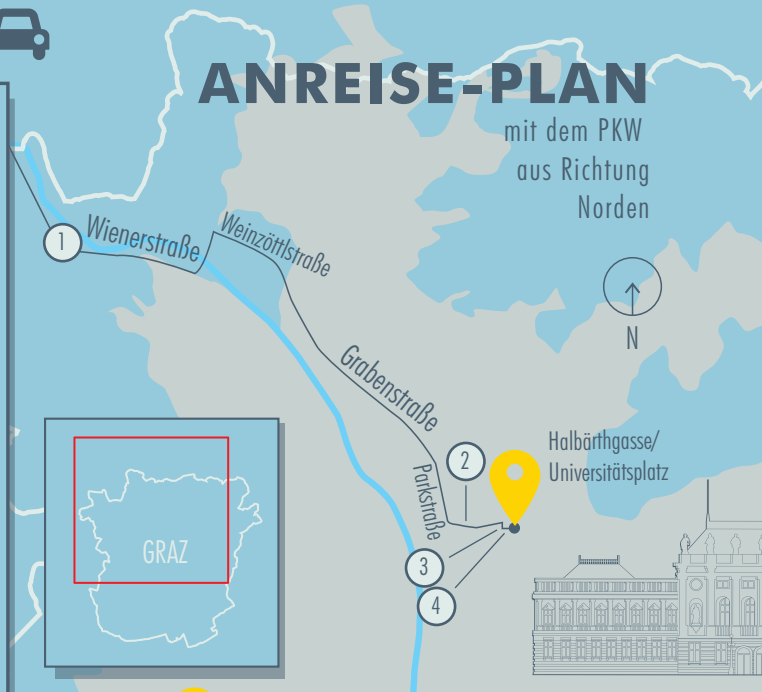 ANREISE-PLAN
mit dem PKW
aus Richtung
Norden
1
Wienerstraße
Weinzöttlstraße
N
Grabenstraße
Halbärthgasse/
Universitätsplatz
2
Parkstraße
GRAZ
3
4